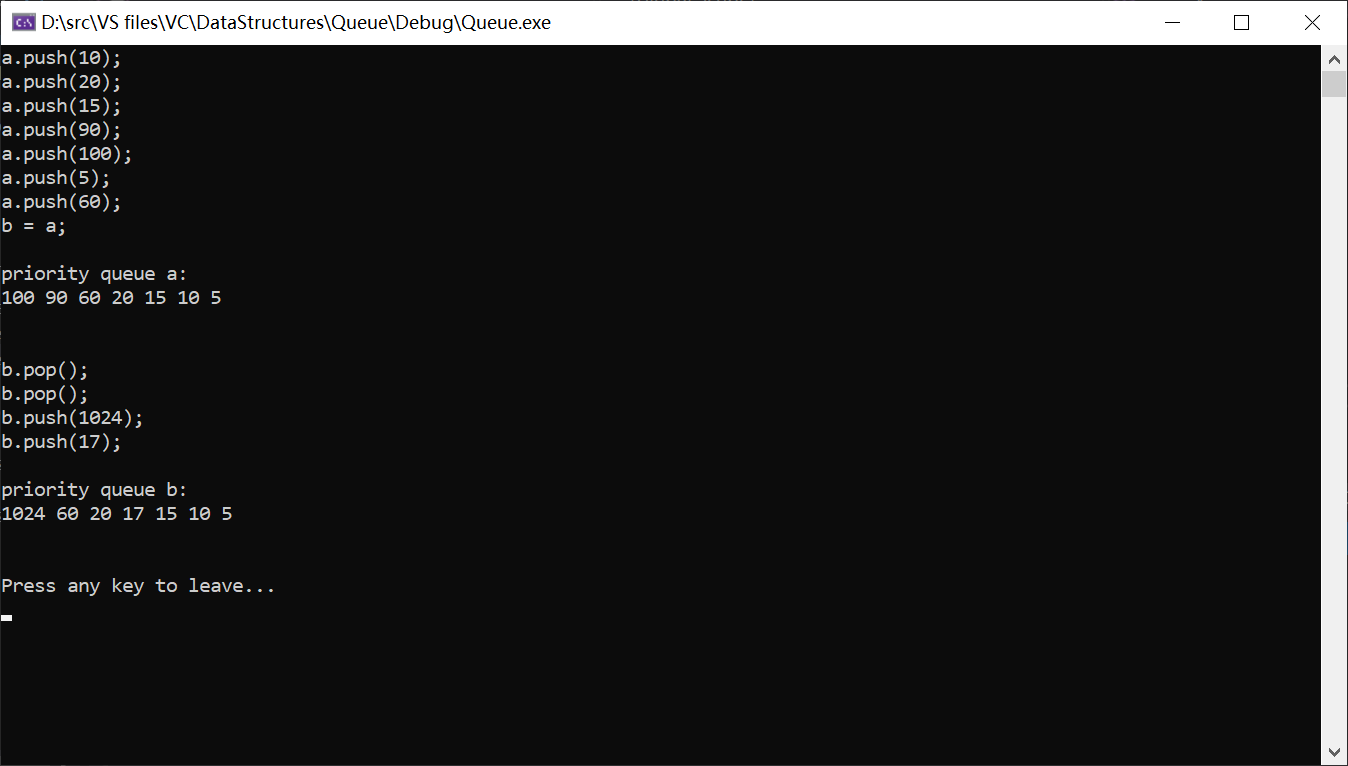 D:\src\VS files\VC\DataStructures\Queue\Debug\Queue.exe
a.push(10);
a.push(20);
a.push(15);
a.push(90);
a.push(100);
a.push(5);
a.push(60);
b = a;
priority queue a:
100 90 60 20 15 10 5
b.pop();
b.pop();
b.push(1024);
b.push(17);
priority queue b:
1024 60 20 17 15 10 5
Press any key to leave...